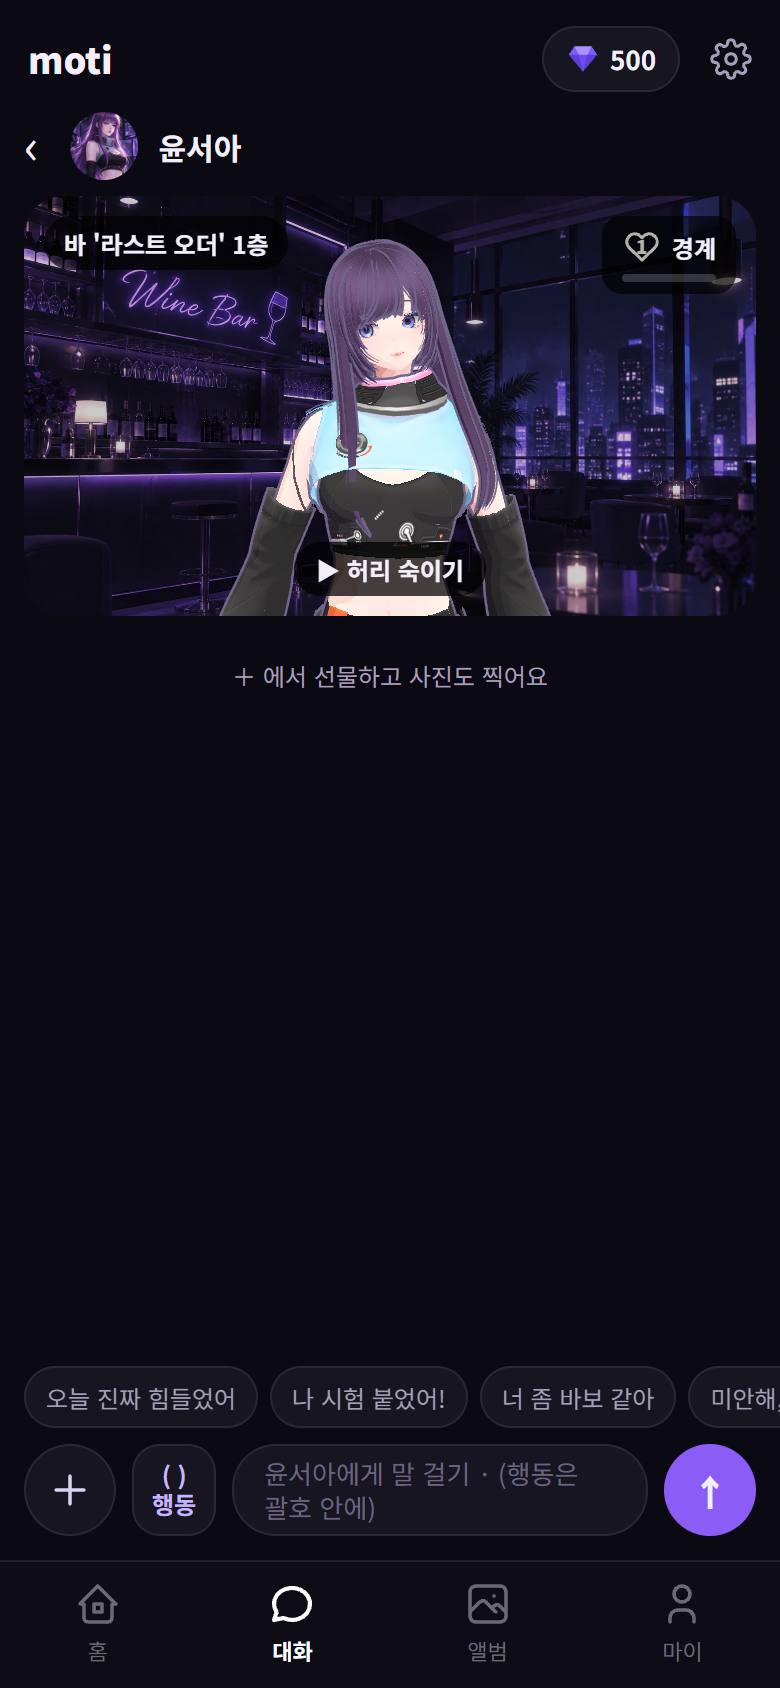 moti
500
‹ 윤서아
바 '라스트 오더' 1층
1 경계
Wine Bar
▶ 허리 숙이기
+ 에서 선물하고 사진도 찍어요
오늘 진짜 힘들었어
나 시험 붙었어!
너 좀 바보 같아
미안해,
( )
행동
윤서아에게 말 걸기 · (행동은
괄호 안에)
홈
대화
앨범
마이